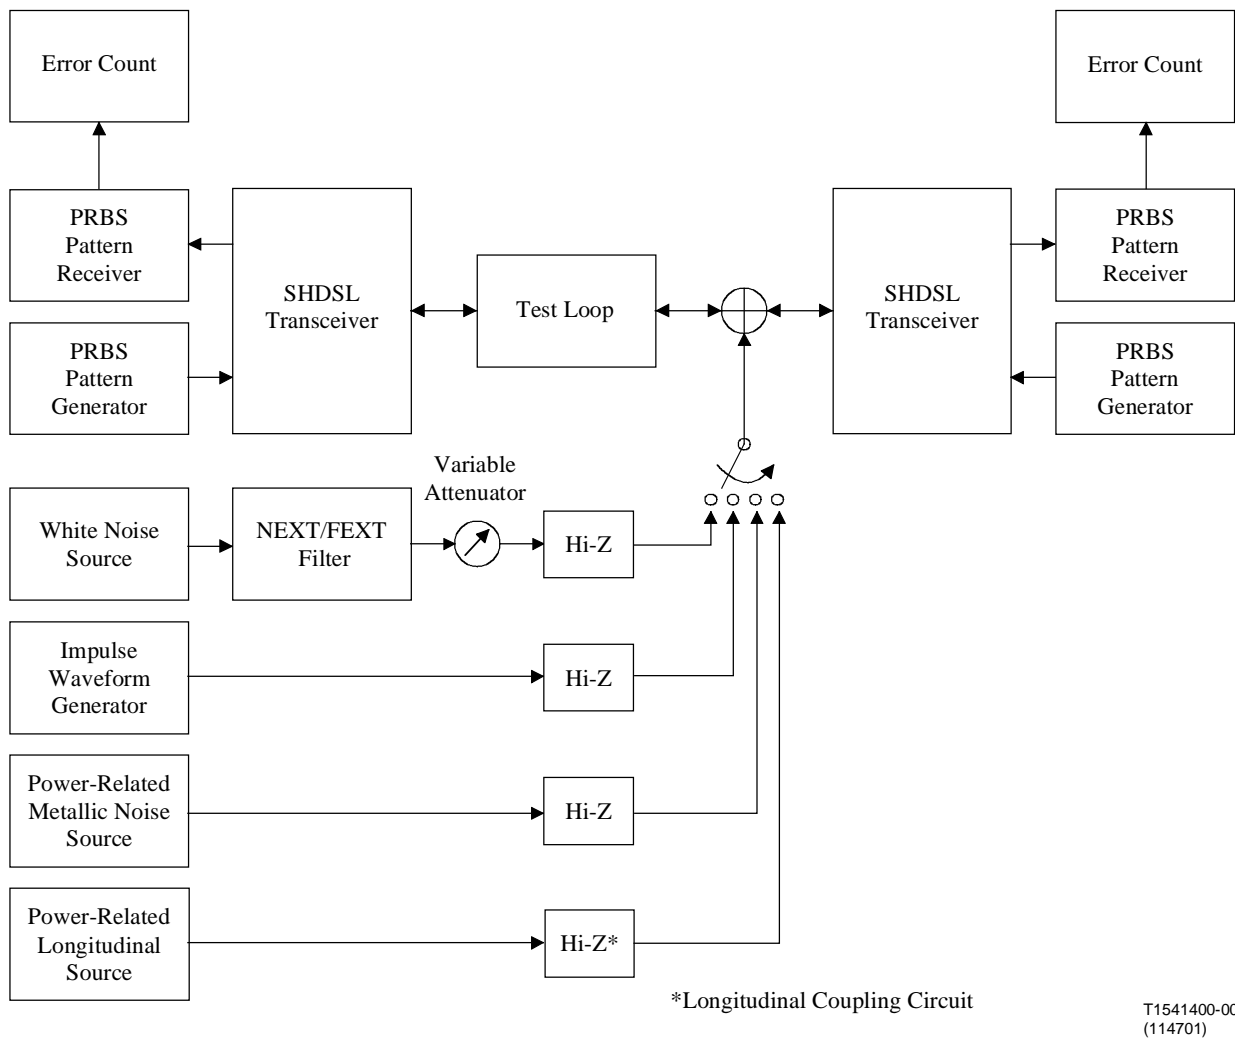 Error Count
Error Count
PRBS
Pattern
Receiver
SHDSL
Transceiver
Test Loop
SHDSL
Transceiver
PRBS
Pattern
Receiver
PRBS
Pattern
Generator
PRBS
Pattern
Generator
Variable
Attenuator
White Noise
Source
NEXT/FEXT
Filter
Hi-Z
Impulse
Waveform
Generator
Hi-Z
Power-Related
Metallic Noise
Source
Hi-Z
Power-Related
Longitudinal
Source
Hi-Z*
*Longitudinal Coupling Circuit
T1541400-00
(114701)